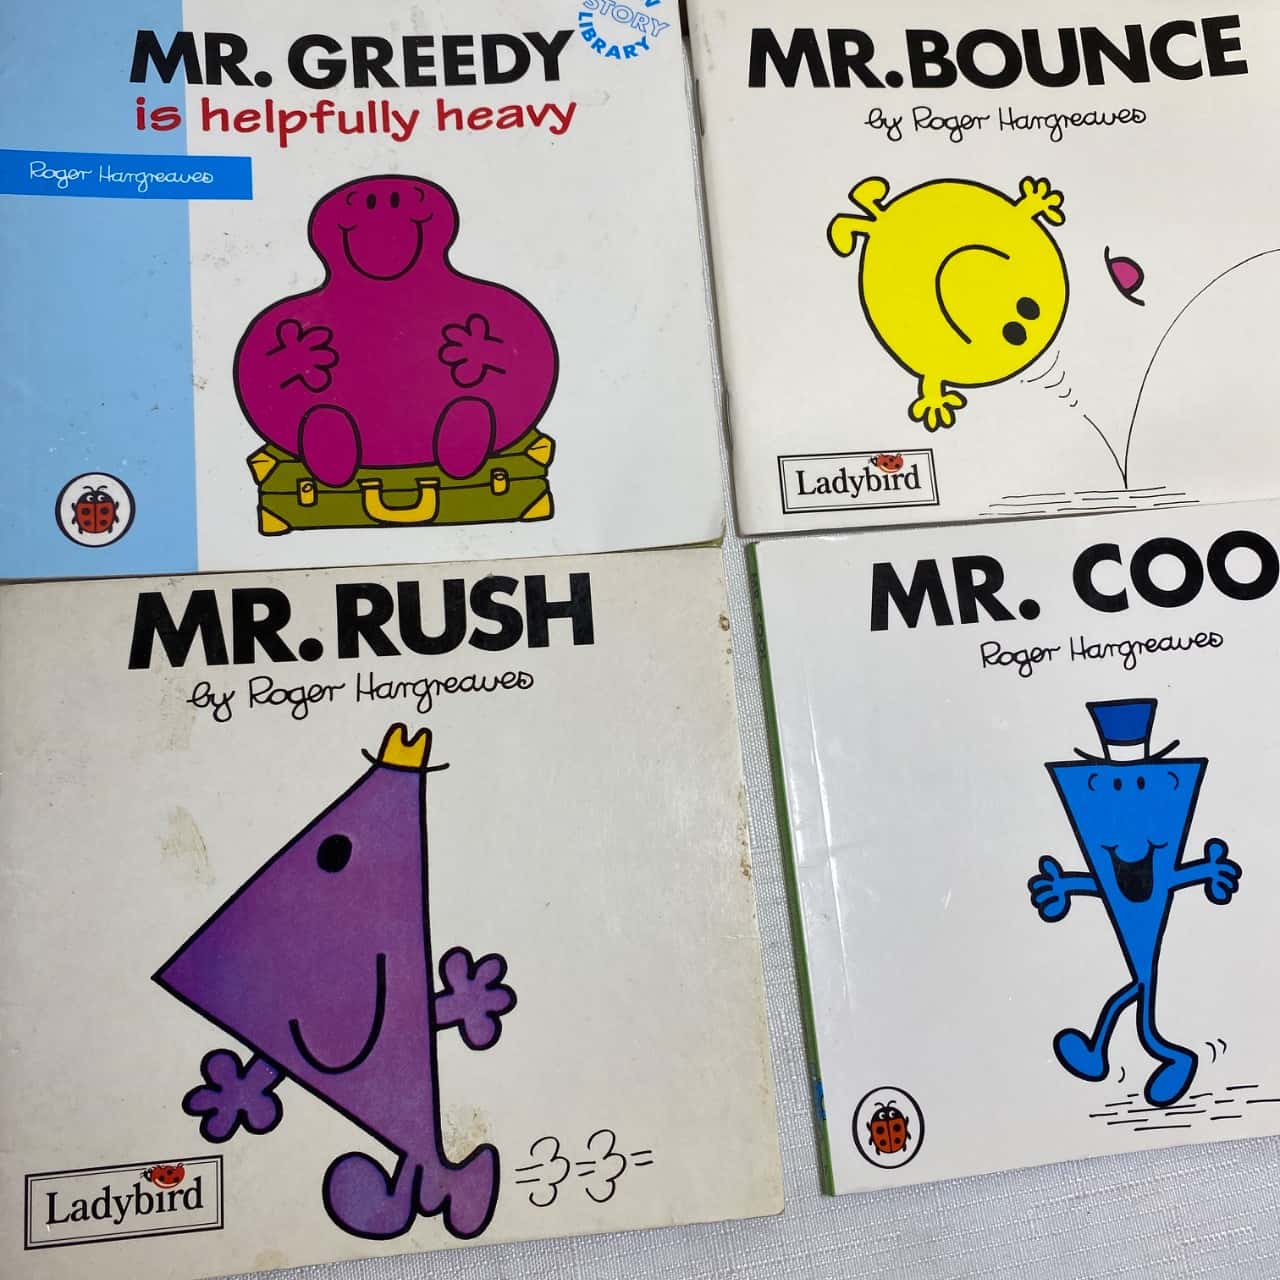 MR. GREEDY
is helpfully heavy
STORY
LIBRARY
Roger Hargreaves
MR. BOUNCE
by Roger Hargreaves
Ladybird
MR. RUSH
by Roger Hargreaves
Ladybird
MR. COO
Roger Hargreaves